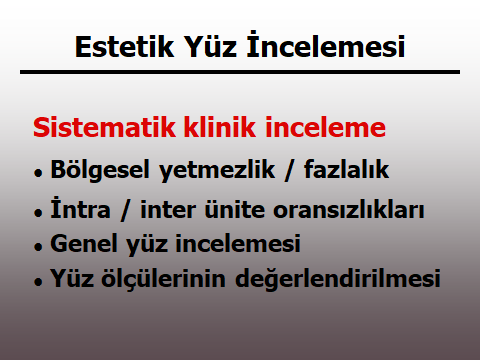 Estetik Yüz İncelemesi
Sistematik klinik inceleme
• Bölgesel yetmezlik / fazlalık
• İntra / inter ünite oransızlıkları
• Genel yüz incelemesi
• Yüz ölçülerinin değerlendirilmesi